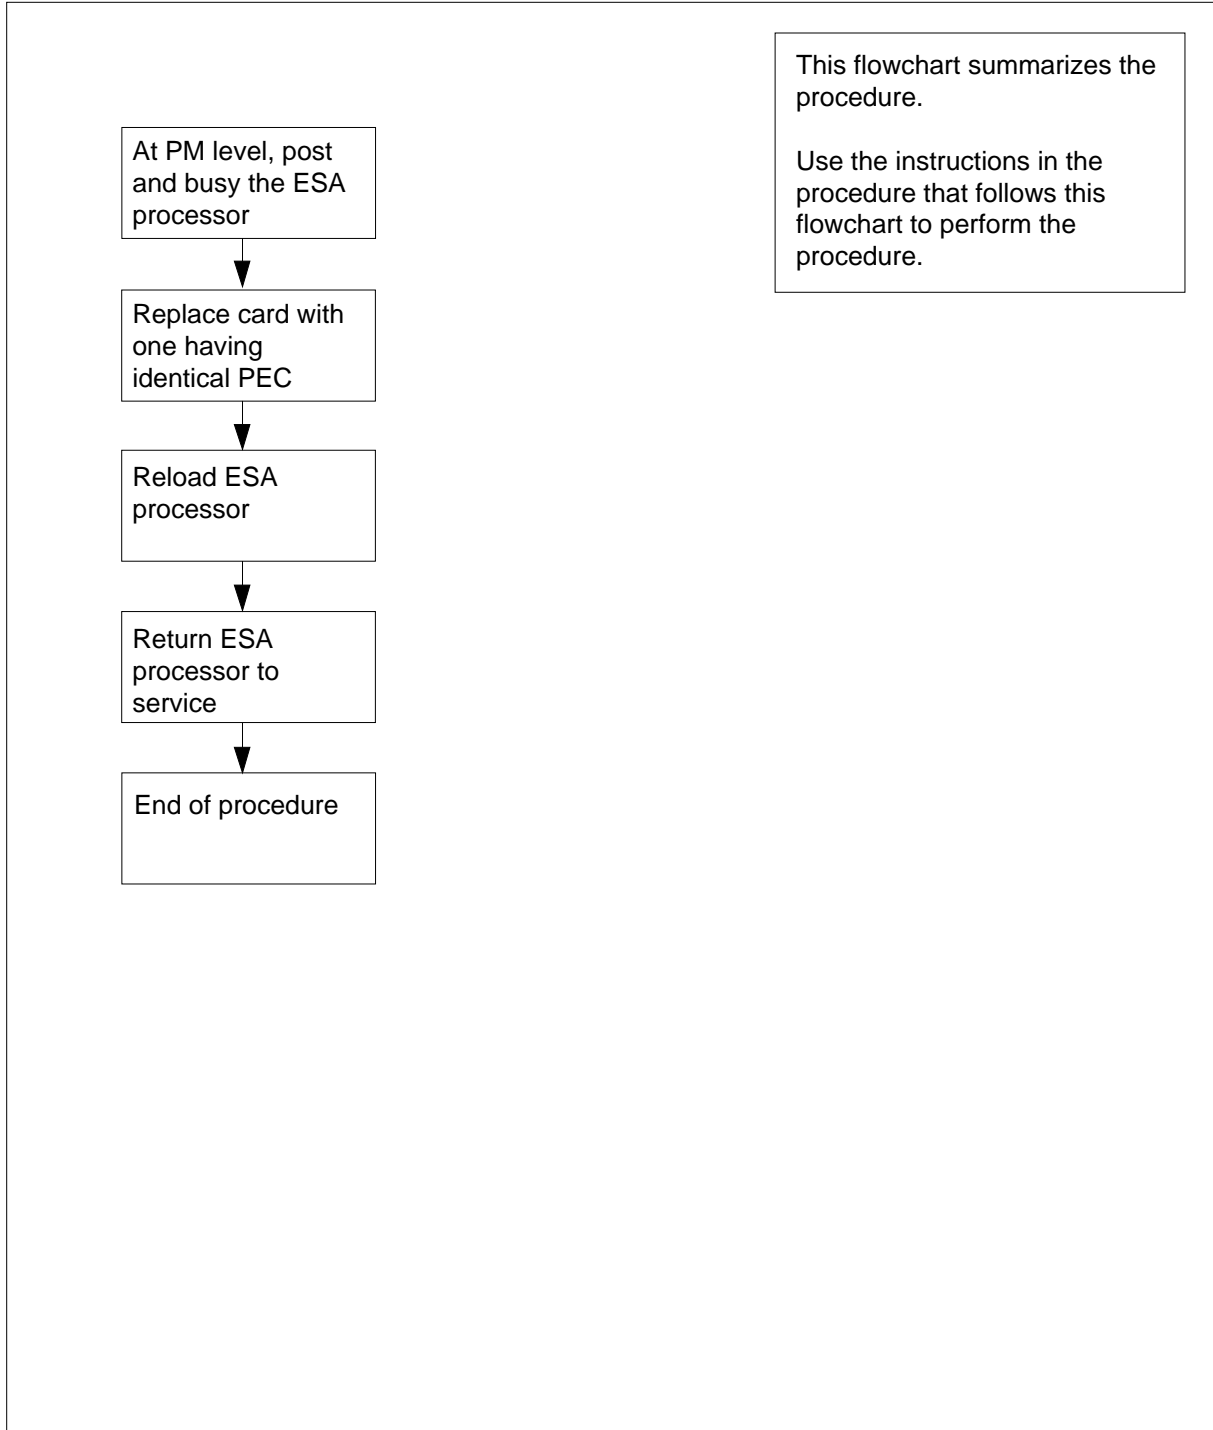 This flowchart summarizes the
procedure.
Use the instructions in the
procedure that follows this
flowchart to perform the
procedure.
At PM level, post
and busy the ESA
processor
Replace card with
one having
identical PEC
Reload ESA
processor
Return ESA
processor to
service
End of procedure